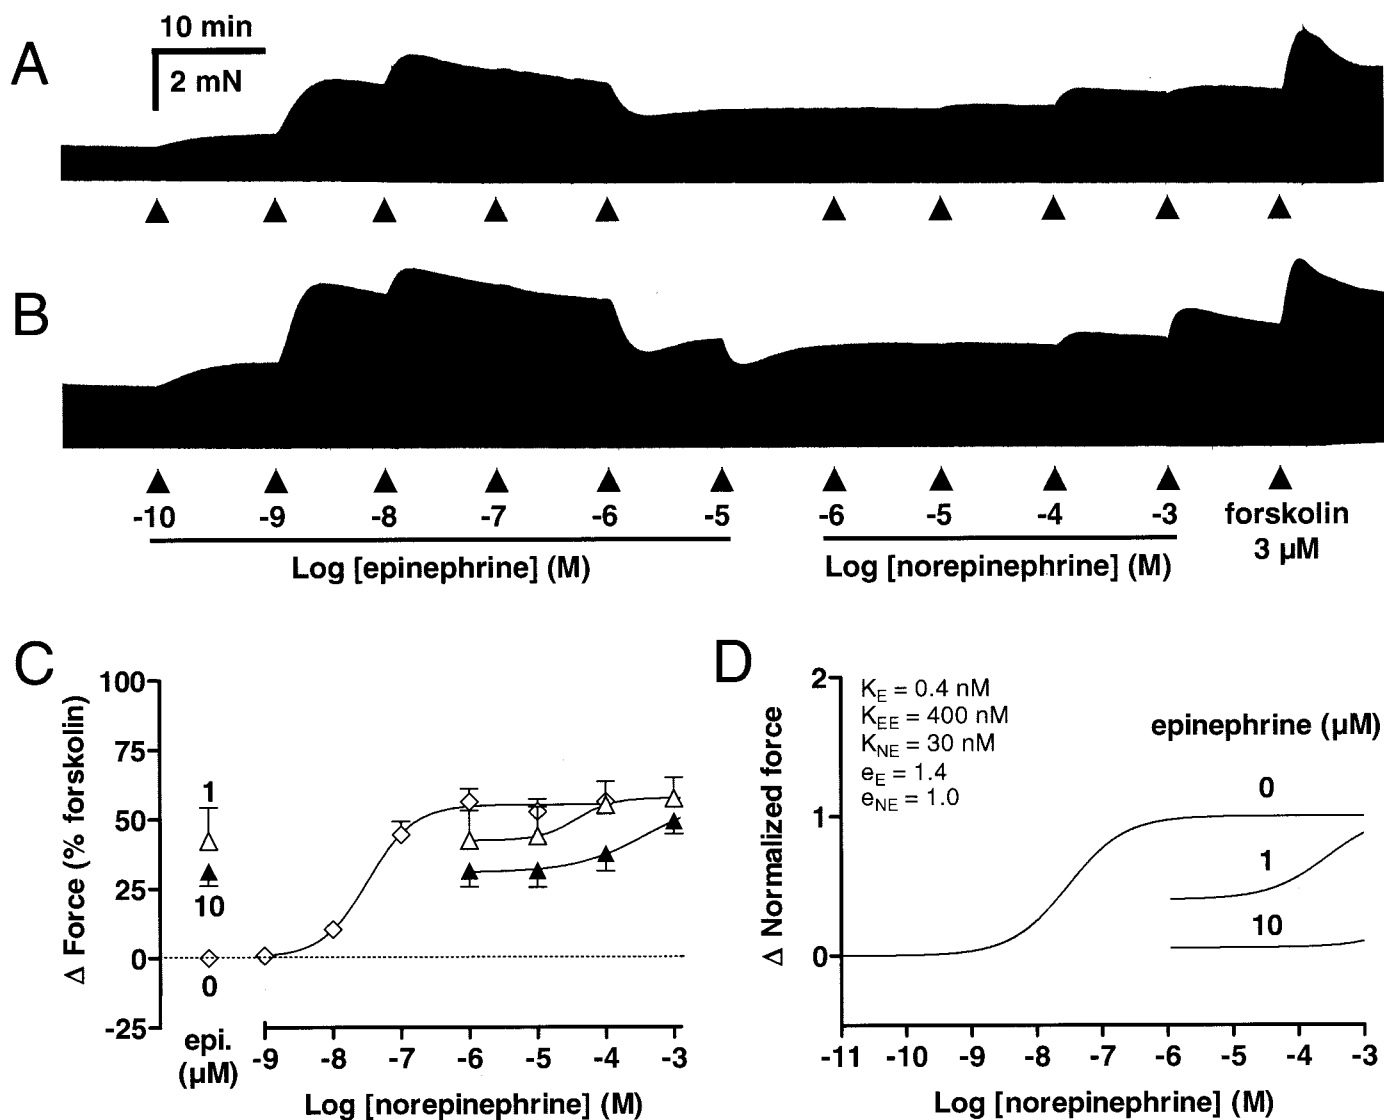 A
10 min
2 mN
B
-10 -9 -8 -7 -6 -5 -6 -5 -4 -3 forskolin
3 µM
Log [epinephrine] (M) Log [norepinephrine] (M)
C
Δ Force (% forskolin)
100
75
50
25
0
-25
1
10
0
epi.
(µM)
-9 -8 -7 -6 -5 -4 -3
Log [norepinephrine] (M)
D
Δ Normalized force
2
1
0
K_E = 0.4 nM
K_EE = 400 nM
K_NE = 30 nM
e_E = 1.4
e_NE = 1.0
epinephrine (µM)
0
1
10
-11 -10 -9 -8 -7 -6 -5 -4 -3
Log [norepinephrine] (M)